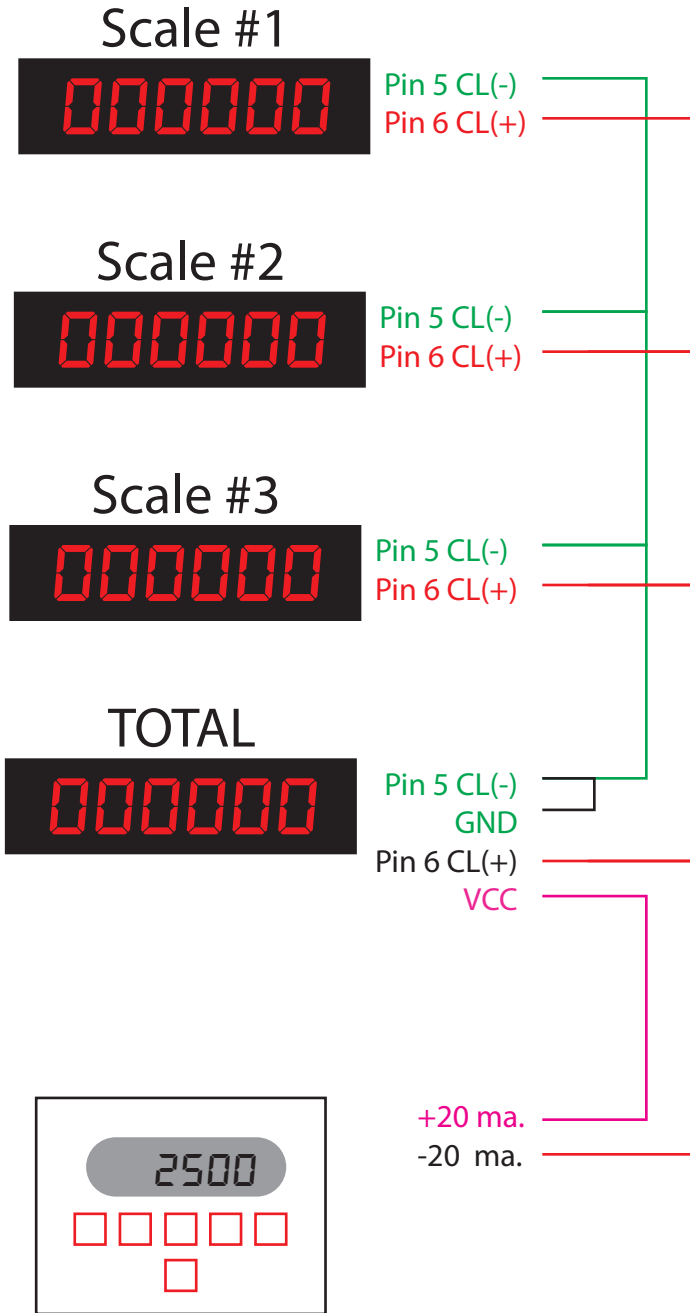 Scale #1
000000
Pin 5 CL(-)
Pin 6 CL(+)
Scale #2
000000
Pin 5 CL(-)
Pin 6 CL(+)
Scale #3
000000
Pin 5 CL(-)
Pin 6 CL(+)
TOTAL
000000
Pin 5 CL(-)
GND
Pin 6 CL(+)
VCC
2500
+20 ma.
-20 ma.